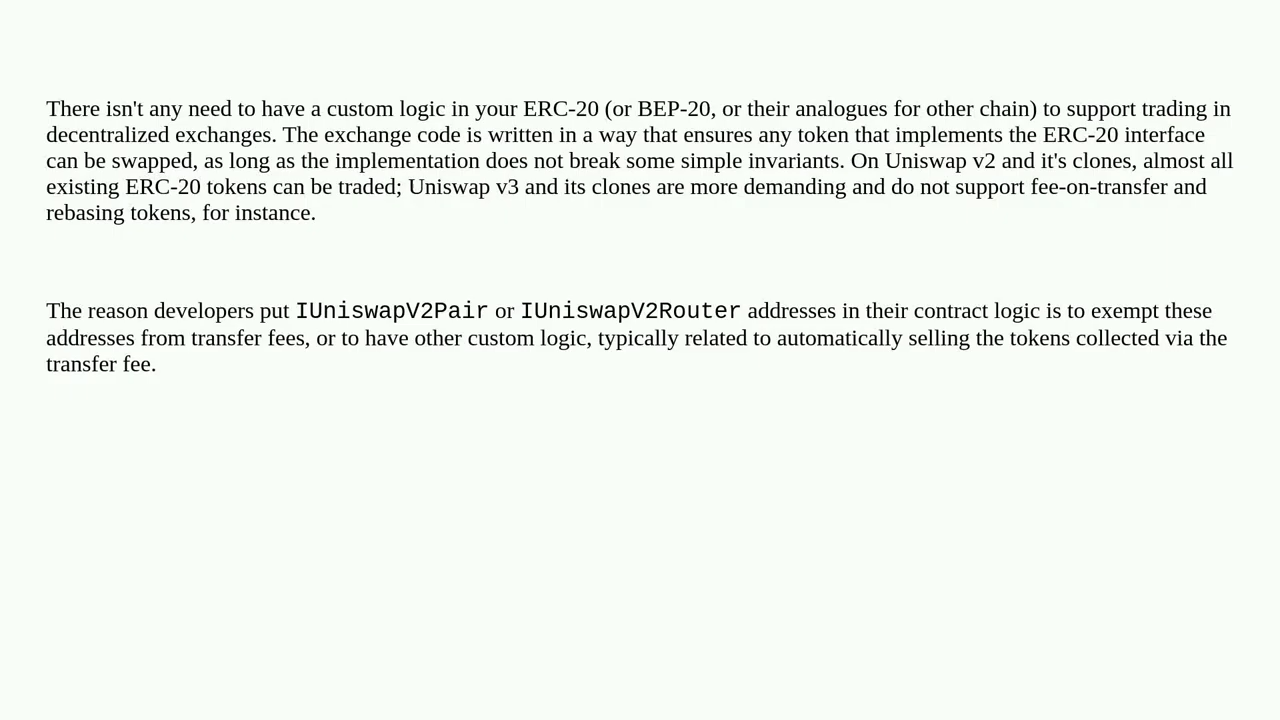 There isn't any need to have a custom logic in your ERC-20 (or BEP-20, or their analogues for other chain) to support trading in
decentralized exchanges. The exchange code is written in a way that ensures any token that implements the ERC-20 interface
can be swapped, as long as the implementation does not break some simple invariants. On Uniswap v2 and it's clones, almost all
existing ERC-20 tokens can be traded; Uniswap v3 and its clones are more demanding and do not support fee-on-transfer and
rebasing tokens, for instance.
The reason developers put IUniswapV2Pair or IUniswapV2Router addresses in their contract logic is to exempt these
addresses from transfer fees, or to have other custom logic, typically related to automatically selling the tokens collected via the
transfer fee.